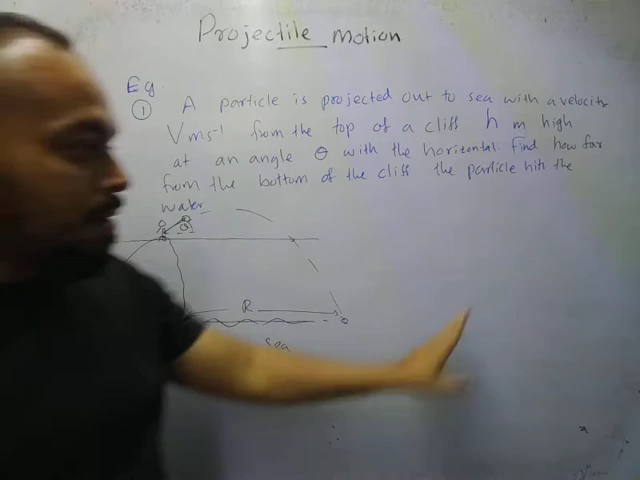 Projectile motion
Eg
① A particle is projected out to sea with a velocity
V ms⁻¹ from the top of a cliff h m high
at an angle θ with the horizontal Find how far
from the bottom of the cliff the particle hits the
water
R
Sea